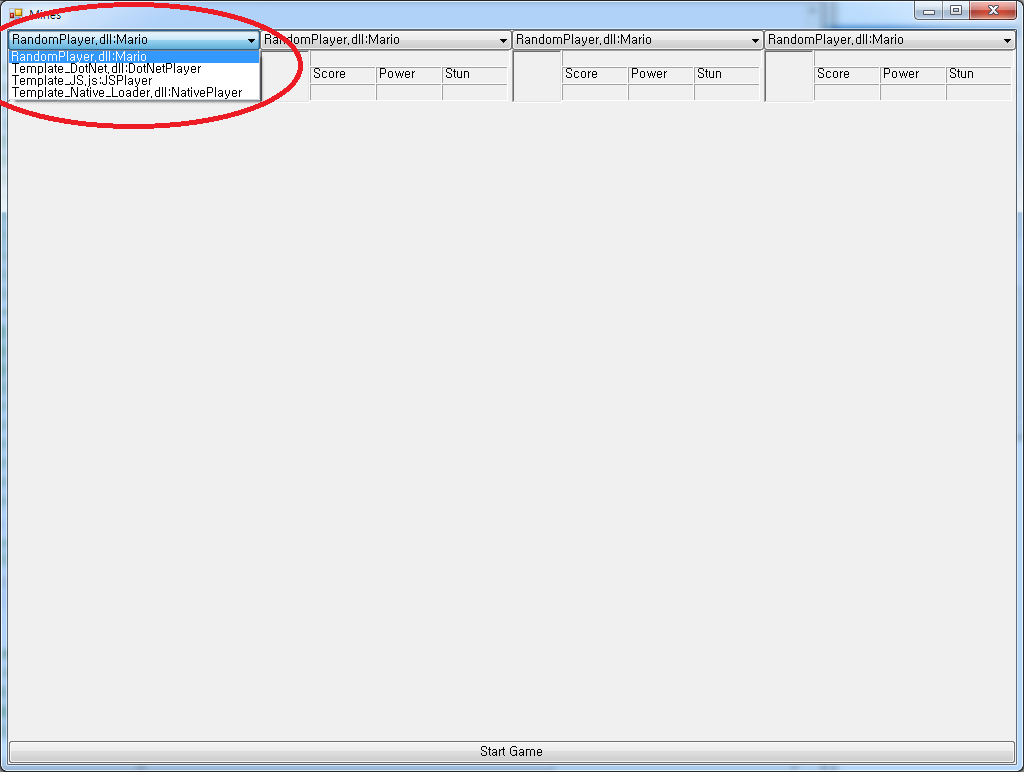 Mines
RandomPlayer.dll:Mario RandomPlayer.dll:Mario RandomPlayer.dll:Mario RandomPlayer.dll:Mario
RandomPlayer.dll:Mario
Template_DotNet.dll:DotNetPlayer
Template_JS.js:JSPlayer
Template_Native_Loader.dll:NativePlayer
Score Power Stun Score Power Stun Score Power Stun
Start Game